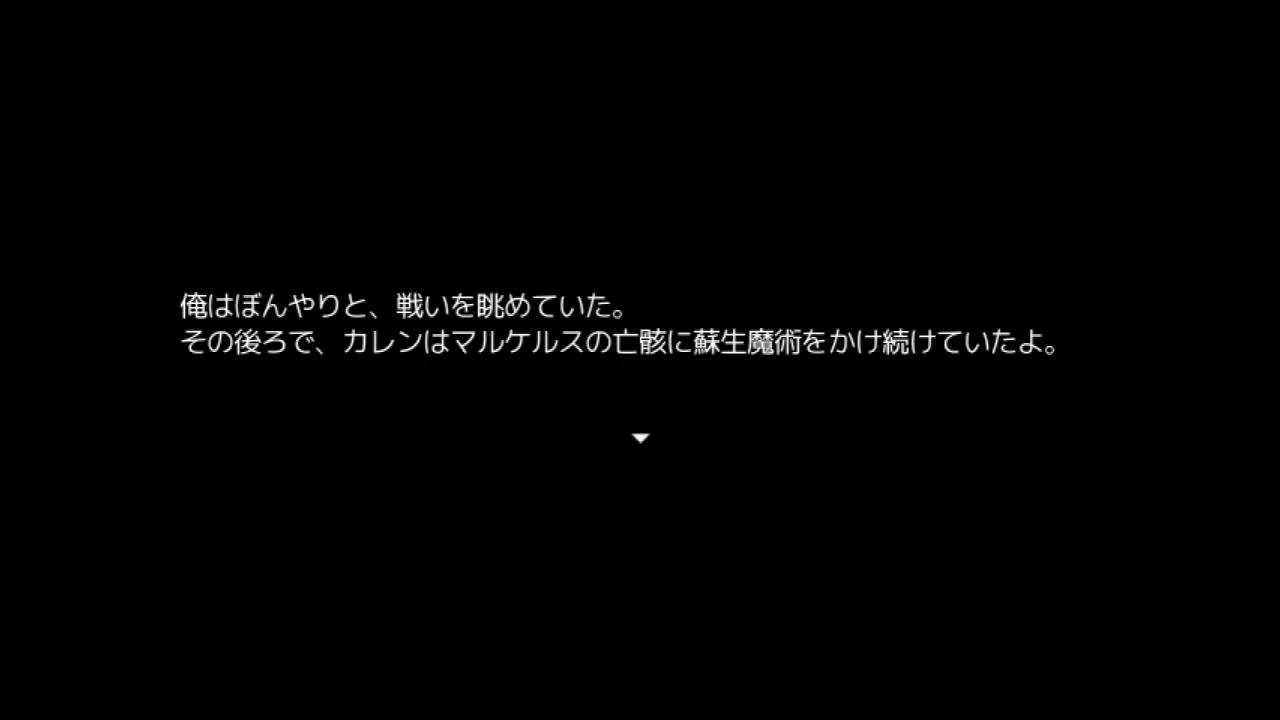 俺はぼんやりと、戦いを眺めていた。
その後ろで、カレンはマルケルスの亡骸に蘇生魔術をかけ続けていたよ。